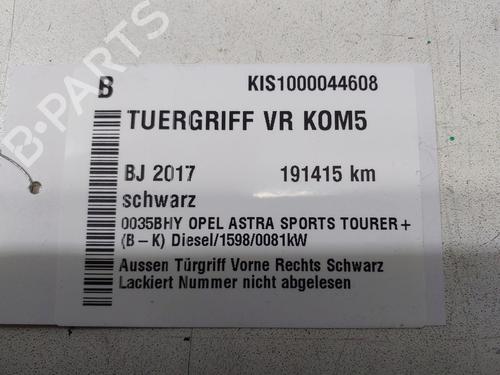 B KIS1000044608
TUERGRIFF VR KOM5
BJ 2017 191415 km
schwarz
0035BHY OPEL ASTRA SPORTS TOURER+
(B – K) Diesel/1598/0081kW
Aussen Türgriff Vorne Rechts Schwarz
Lackiert Nummer nicht abgelesen
B-PARTS